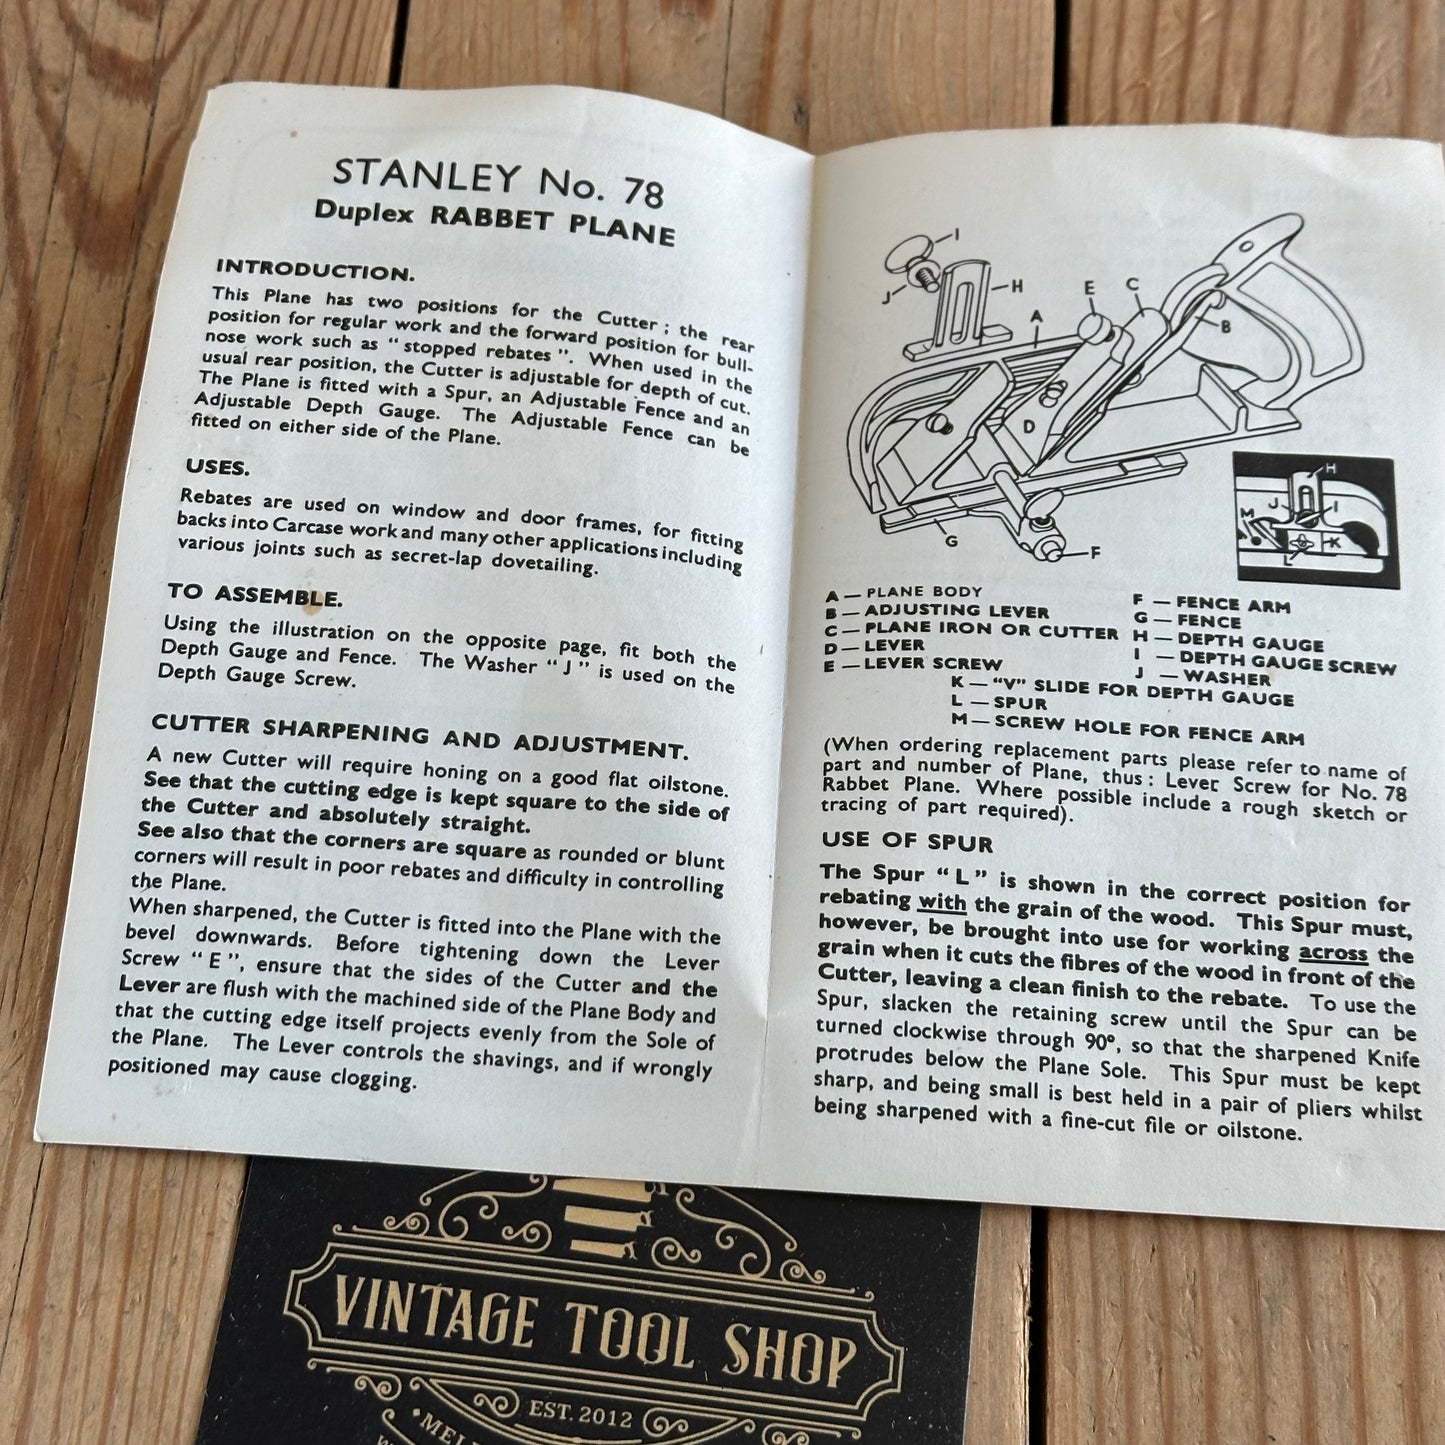 STANLEY No. 78
Duplex RABBET PLANE
INTRODUCTION.
This Plane has two positions for the Cutter ; the rear
position for regular work and the forward position for bull-
nose work such as “ stopped rebates ”. When used in the
usual rear position, the Cutter is adjustable for depth of cut.
The Plane is fitted with a Spur, an Adjustable Fence and an
Adjustable Depth Gauge. The Adjustable Fence can be
fitted on either side of the Plane.
USES.
Rebates are used on window and door frames, for fitting
backs into Carcase work and many other applications including
various joints such as secret-lap dovetailing.
TO ASSEMBLE.
Using the illustration on the opposite page, fit both the
Depth Gauge and Fence. The Washer “ J ” is used on the
Depth Gauge Screw.
CUTTER SHARPENING AND ADJUSTMENT.
A new Cutter will require honing on a good flat oilstone.
See that the cutting edge is kept square to the side of
the Cutter and absolutely straight.
See also that the corners are square as rounded or blunt
corners will result in poor rebates and difficulty in controlling
the Plane.
When sharpened, the Cutter is fitted into the Plane with the
bevel downwards. Before tightening down the Lever
Screw “ E ”, ensure that the sides of the Cutter and the
Lever are flush with the machined side of the Plane Body and
that the cutting edge itself projects evenly from the Sole of
the Plane. The Lever controls the shavings, and if wrongly
positioned may cause clogging.
I
J
H
A
E
C
B
D
G
F
H
J
I
M
K
L
A — PLANE BODY
B — ADJUSTING LEVER
C — PLANE IRON OR CUTTER
D — LEVER
E — LEVER SCREW
F — FENCE ARM
G — FENCE
H — DEPTH GAUGE
I — DEPTH GAUGE SCREW
J — WASHER
K — “V” SLIDE FOR DEPTH GAUGE
L — SPUR
M — SCREW HOLE FOR FENCE ARM
(When ordering replacement parts please refer to name of
part and number of Plane, thus : Lever Screw for No. 78
Rabbet Plane. Where possible include a rough sketch or
tracing of part required).
USE OF SPUR
The Spur “ L ” is shown in the correct position for
rebating with the grain of the wood. This Spur must,
however, be brought into use for working across the
grain when it cuts the fibres of the wood in front of the
Cutter, leaving a clean finish to the rebate. To use the
Spur, slacken the retaining screw until the Spur can be
turned clockwise through 90°, so that the sharpened Knife
protrudes below the Plane Sole. This Spur must be kept
sharp, and being small is best held in a pair of pliers whilst
being sharpened with a fine-cut file or oilstone.
VINTAGE TOOL SHOP
EST. 2012